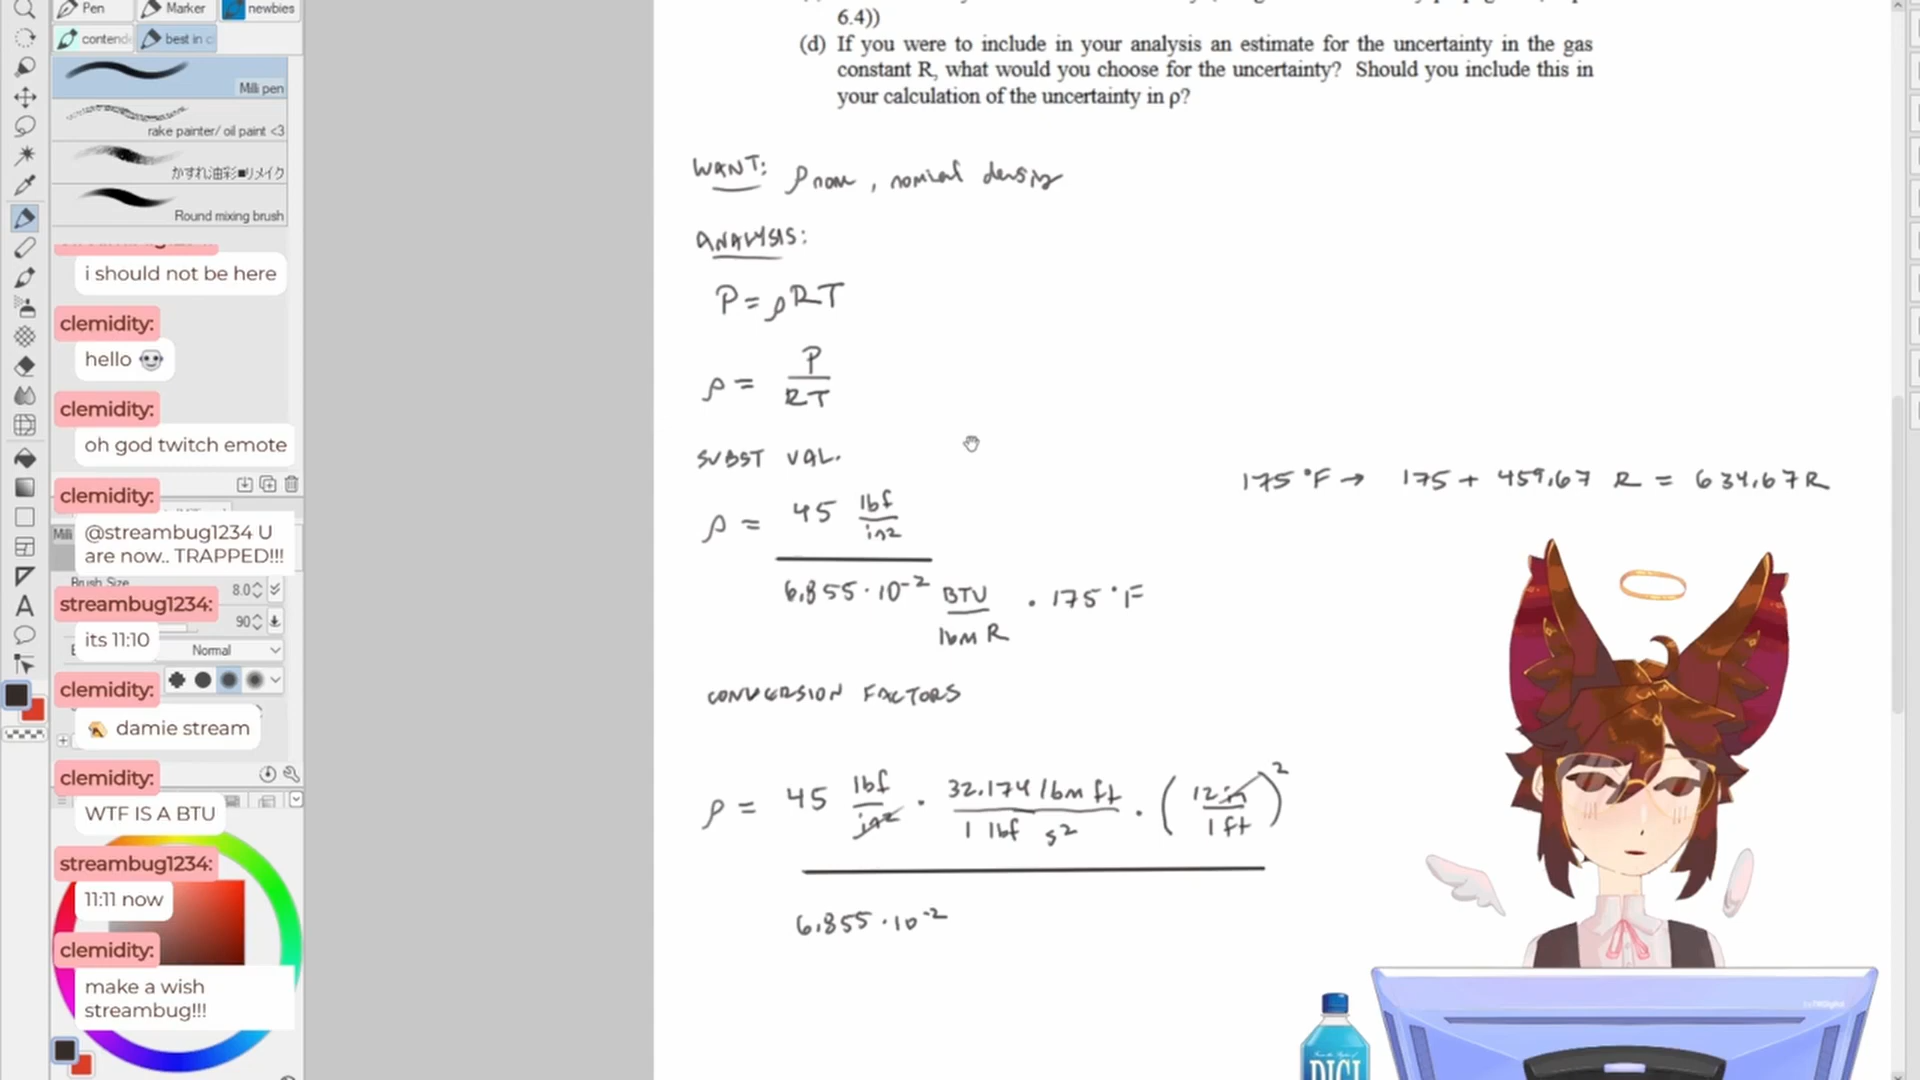 Pen
Marker
newbies
contend
best in c
Milli pen
rake painter/ oil paint <3
かすれ油彩■リメイク
Round mixing brush
i should not be here
clemidity:
hello
clemidity:
oh god twitch emote
clemidity:
@streambug1234 U
are now.. TRAPPED!!!
Brush Size
8.0
streambug1234:
its 11:10
90
Normal
clemidity:
damie stream
clemidity:
WTF IS A BTU
streambug1234:
11:11 now
clemidity:
make a wish
streambug!!!
6.4))
(d) If you were to include in your analysis an estimate for the uncertainty in the gas
constant R, what would you choose for the uncertainty? Should you include this in
your calculation of the uncertainty in ρ?
WANT: ρ nom , nominal density
ANALYSIS:
P = ρRT
ρ = P / RT
SUBST VAL.
175 °F → 175 + 459.67 R = 634.67 R
ρ = 45 lbf / in2
6.855 · 10-2 BTU / lbm R · 175 °F
CONVERSION FACTORS
ρ = 45 lbf / in2 · 32.174 lbm ft / 1 lbf s2 · ( 12 in / 1 ft )2
6.855 · 10-2
DIGI